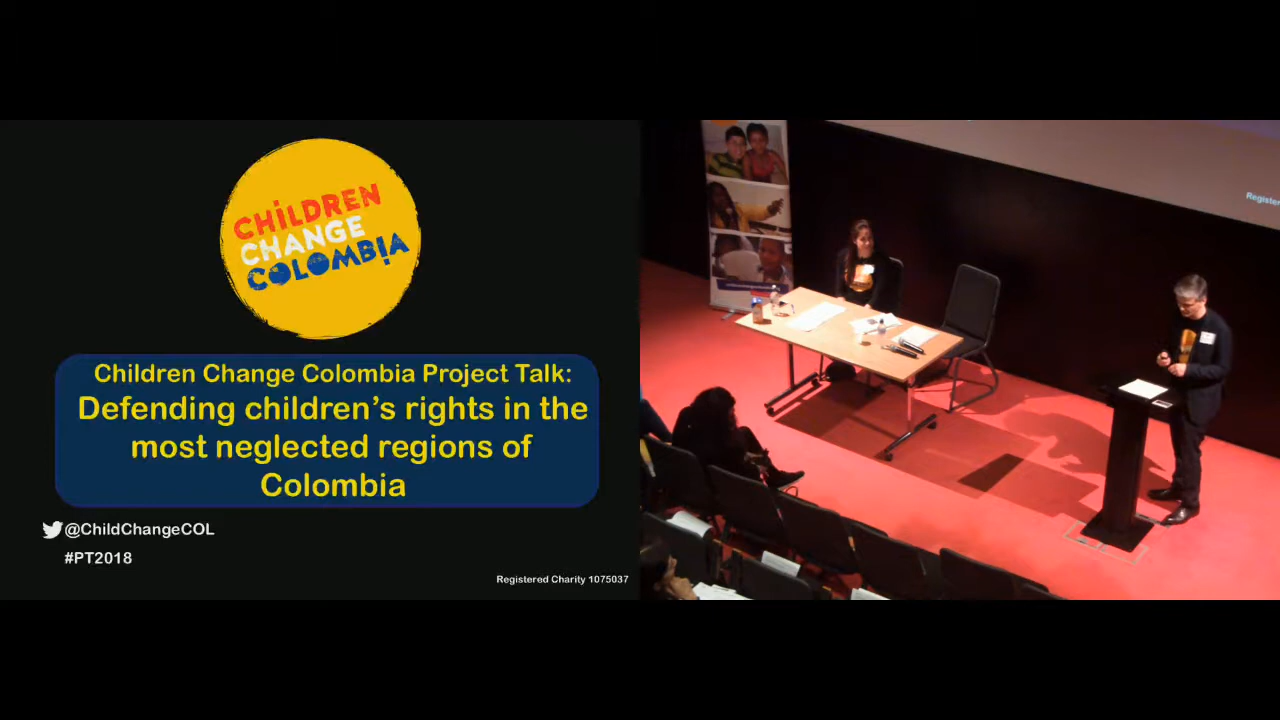 CHILDREN
CHANGE
COLOMBIA
Children Change Colombia Project Talk:
Defending children's rights in the
most neglected regions of
Colombia
@ChildChangeCOL
#PT2018
Registered Charity 1075037